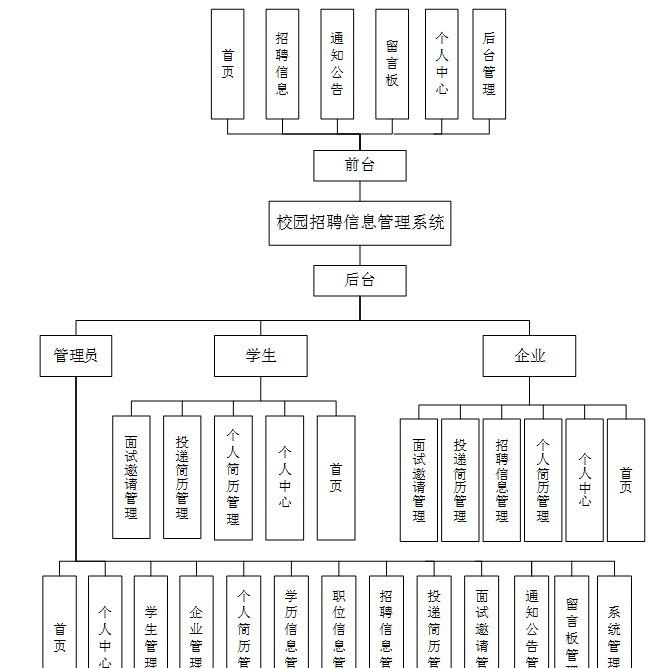 首页
招聘信息
通知公告
留言板
个人中心
后台管理
前台
校园招聘信息管理系统
后台
管理员
学生
企业
面试邀请管理
投递简历管理
个人简历管理
个人中心
首页
面试邀请管理
投递简历管理
招聘信息管理
个人简历管理
个人中心
首页
首页
个人中心
学生管理
企业管理
个人简历管
学历信息管
职位信息管
招聘信息管
投递简历管
面试邀请管
通知公告管
留言板管理
系统管理